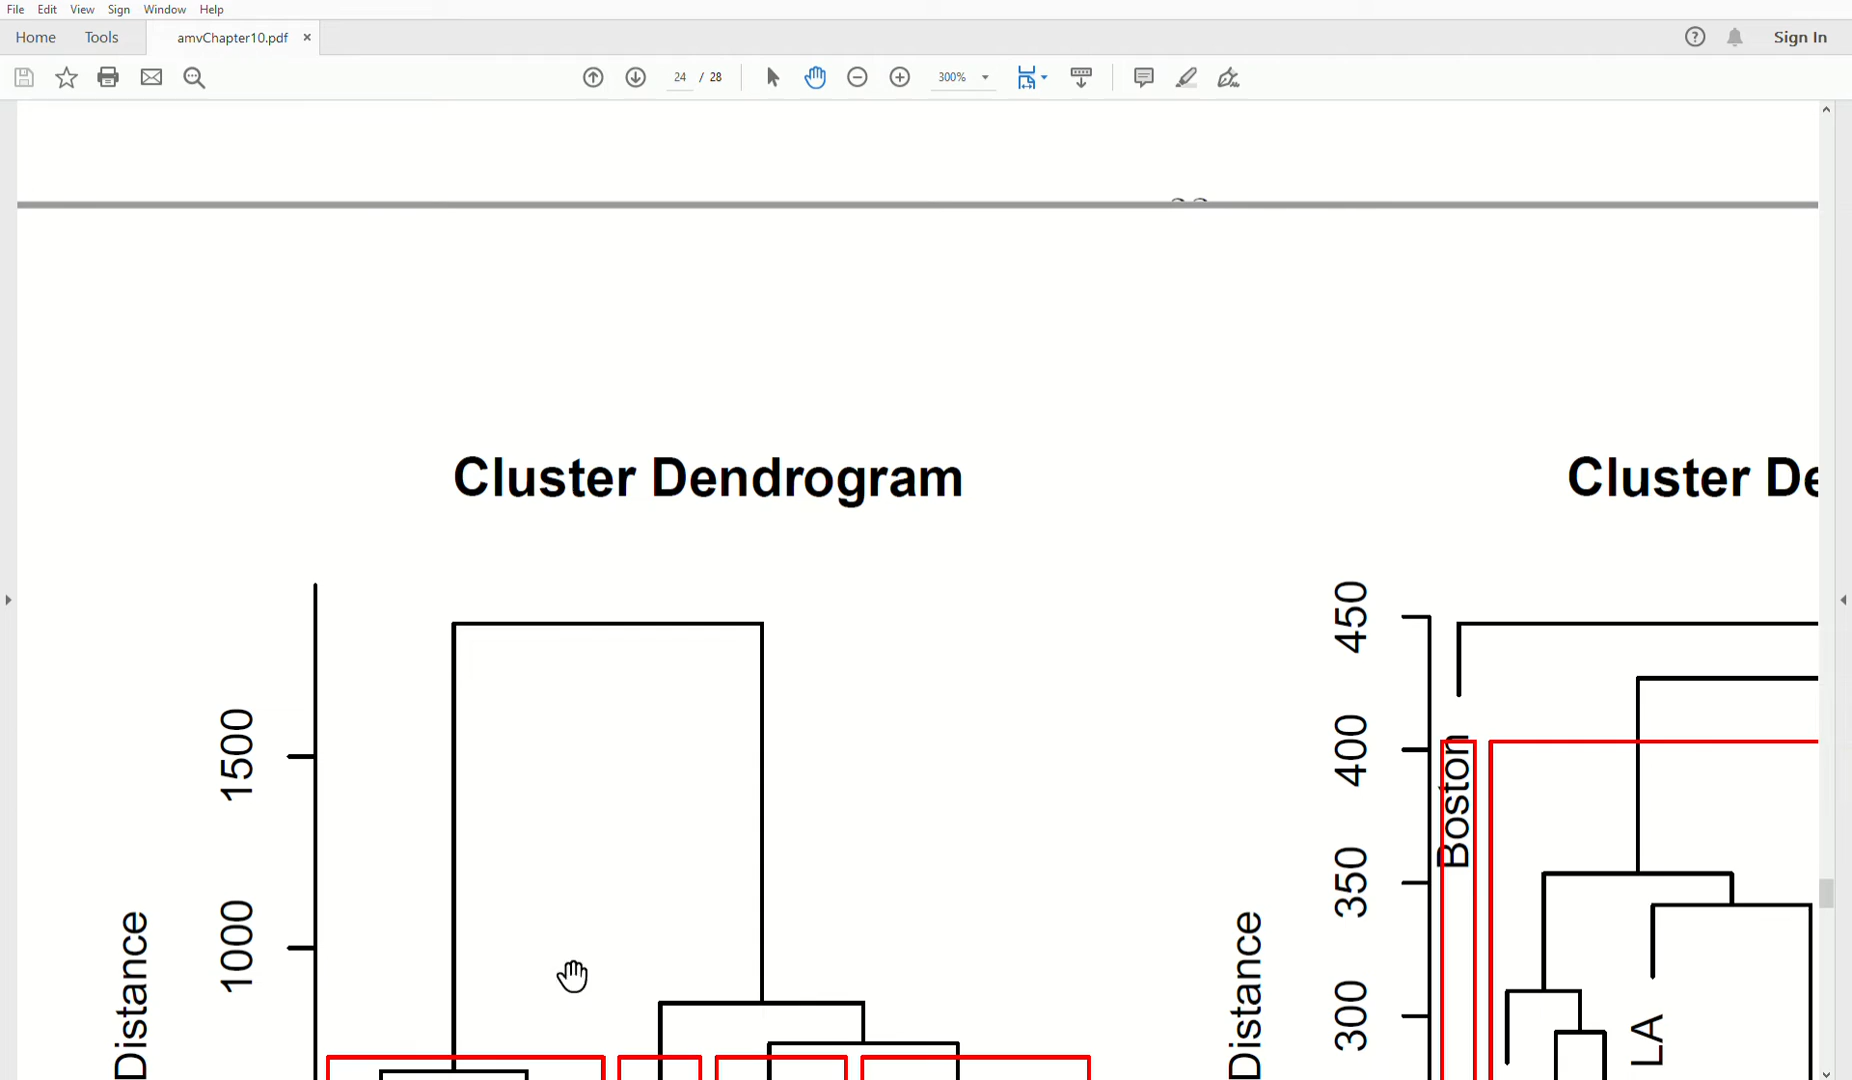 File Edit View Sign Window Help
Home Tools amvChapter10.pdf × Sign In
24 / 28 300%
Cluster Dendrogram
Cluster De
Distance
1000
1500
Distance
300
350
400
450
Boston
LA